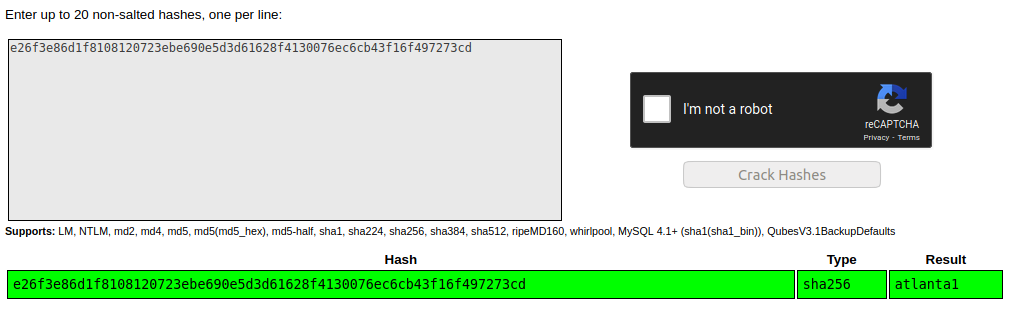 Enter up to 20 non-salted hashes, one per line:
e26f3e86d1f8108120723ebe690e5d3d61628f4130076ec6cb43f16f497273cd
I'm not a robot
reCAPTCHA
Privacy - Terms
Crack Hashes
Supports: LM, NTLM, md2, md4, md5, md5(md5_hex), md5-half, sha1, sha224, sha256, sha384, sha512, ripeMD160, whirlpool, MySQL 4.1+ (sha1(sha1_bin)), QubesV3.1BackupDefaults
Hash Type Result
e26f3e86d1f8108120723ebe690e5d3d61628f4130076ec6cb43f16f497273cd sha256 atlanta1